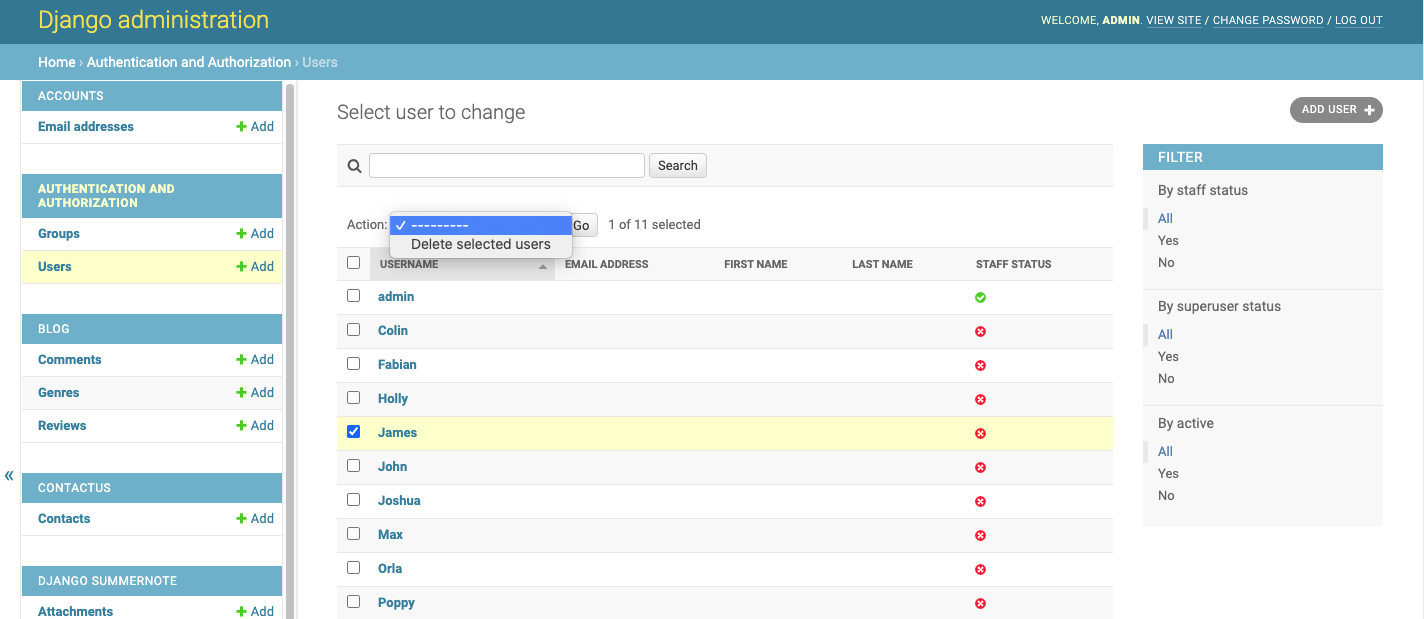 Django administration
WELCOME, ADMIN. VIEW SITE / CHANGE PASSWORD / LOG OUT
Home › Authentication and Authorization › Users
ACCOUNTS
Email addresses + Add
AUTHENTICATION AND
AUTHORIZATION
Groups + Add
Users + Add
BLOG
Comments + Add
Genres + Add
Reviews + Add
«
CONTACTUS
Contacts + Add
DJANGO SUMMERNOTE
Attachments + Add
Select user to change
ADD USER +
Search
Action: ✓ --------- Go 1 of 11 selected
Delete selected users
USERNAME EMAIL ADDRESS FIRST NAME LAST NAME STAFF STATUS
admin
Colin
Fabian
Holly
James
John
Joshua
Max
Orla
Poppy
FILTER
By staff status
All
Yes
No
By superuser status
All
Yes
No
By active
All
Yes
No